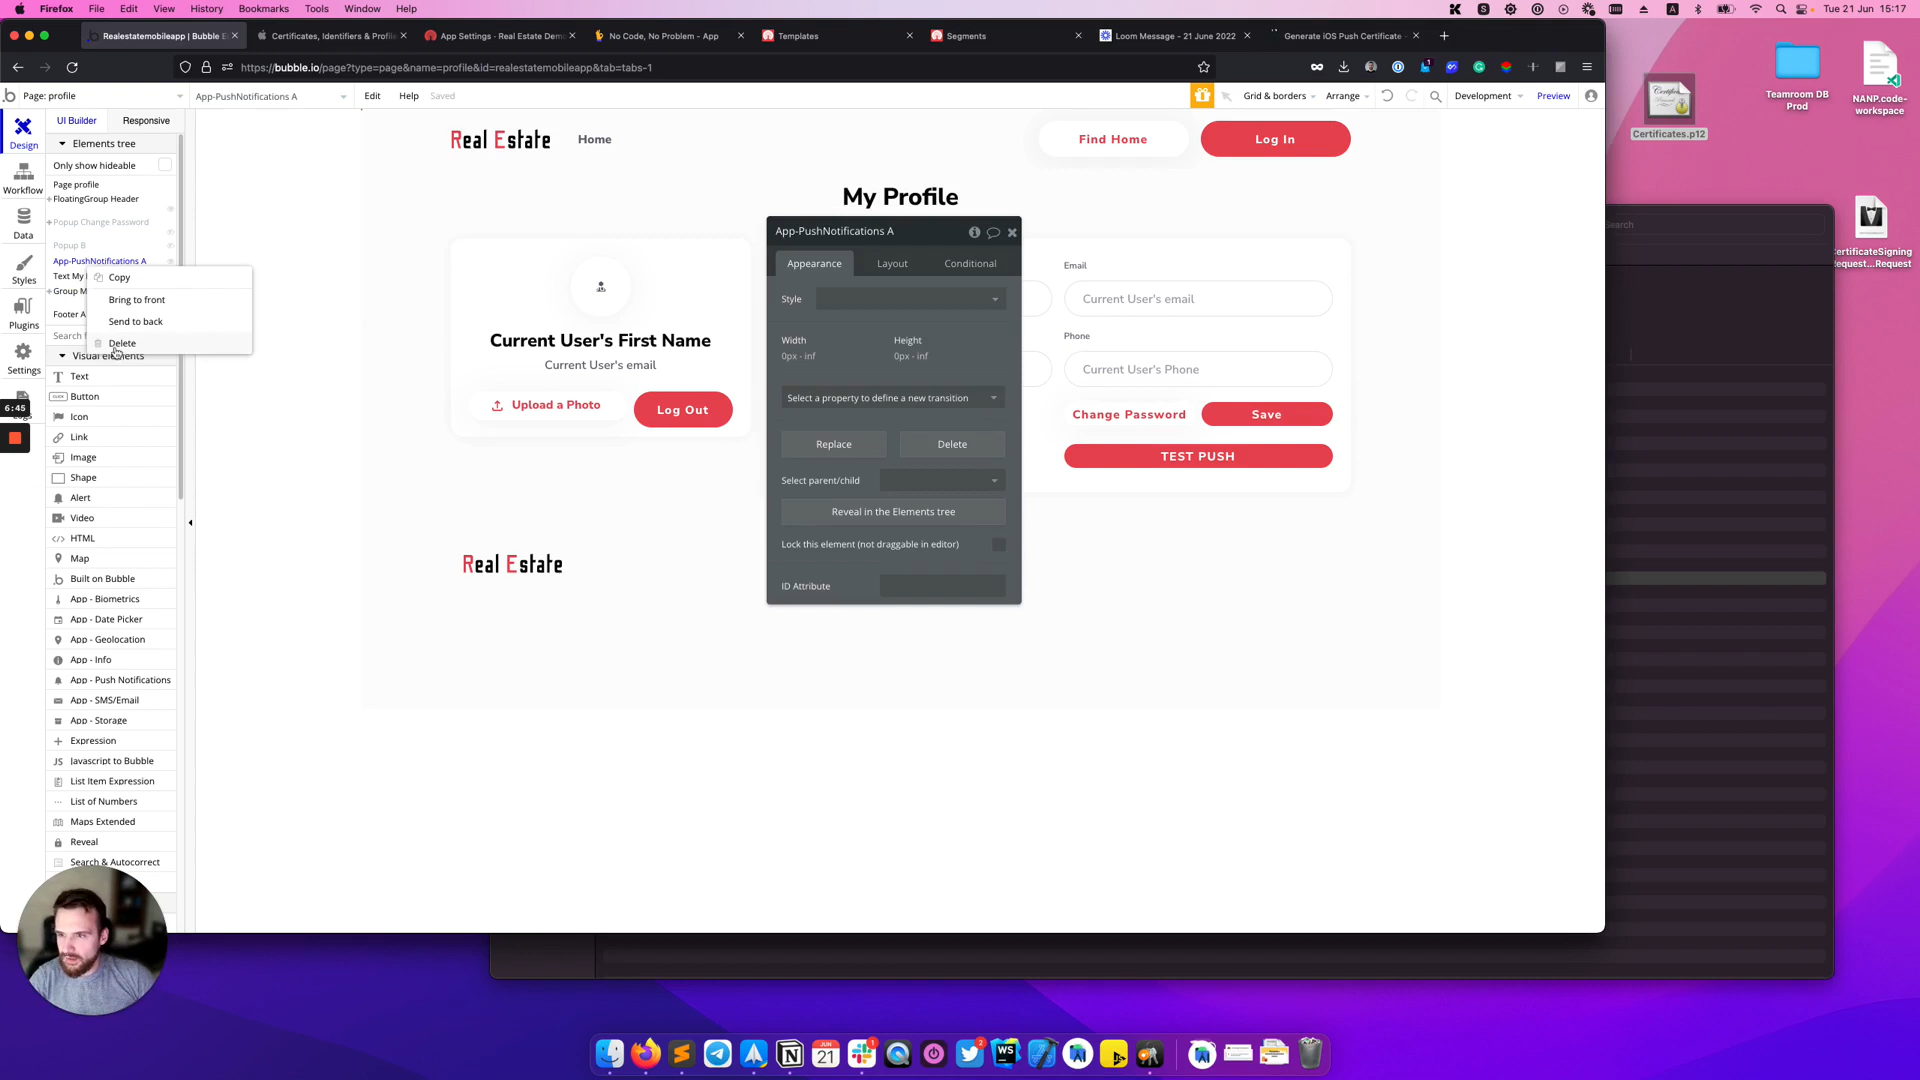 Firefox File Edit View History Bookmarks Tools Window Help
Tue 21 Jun 15:17
Realestatemobileapp | Bubble E
Certificates, Identifiers & Profile
App Settings · Real Estate Dem
No Code, No Problem - App
Templates
Segments
Loom Message - 21 June 2022
Generate iOS Push Certificate -
https://bubble.io/page?type=page&name=profile&id=realestatemobileapp&tab=tabs-1
Page: profile
App-PushNotifications A
Edit
Help
Saved
Grid & borders
Arrange
Development
Preview
Design
Workflow
Data
Styles
Plugins
Settings
6:45
UI Builder
Responsive
Elements tree
Only show hideable
Page profile
FloatingGroup Header
Popup Change Password
Popup B
App-PushNotifications A
Text My
Group M
Footer A
Search f
Copy
Bring to front
Send to back
Delete
Visual elements
Text
Button
Icon
Link
Image
Shape
Alert
Video
HTML
Map
Built on Bubble
App - Biometrics
App - Date Picker
App - Geolocation
App - Info
App - Push Notifications
App - SMS/Email
App - Storage
Expression
Javascript to Bubble
List Item Expression
List of Numbers
Maps Extended
Reveal
Search & Autocorrect
Real Estate
Home
Find Home
Log In
My Profile
Current User's First Name
Current User's email
Upload a Photo
Log Out
Email
Current User's email
Phone
Current User's Phone
Change Password
Save
TEST PUSH
Real Estate
App-PushNotifications A
Appearance
Layout
Conditional
Style
Width
Height
0px - inf
0px - inf
Select a property to define a new transition
Replace
Delete
Select parent/child
Reveal in the Elements tree
Lock this element (not draggable in editor)
ID Attribute
Certificates.p12
Teamroom DB
Prod
NANP.code-
workspace
CertificateSigning
Request...Request
Search
JUN
21